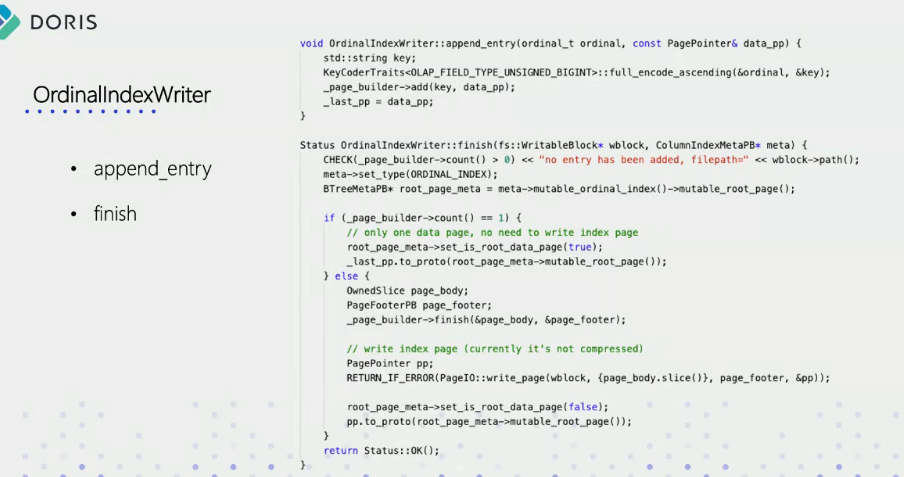 DORIS
OrdinalIndexWriter
• append_entry
• finish
void OrdinalIndexWriter::append_entry(ordinal_t ordinal, const PagePointer& data_pp) {
    std::string key;
    KeyCoderTraits<OLAP_FIELD_TYPE_UNSIGNED_BIGINT>::full_encode_ascending(&ordinal, &key);
    _page_builder->add(key, data_pp);
    _last_pp = data_pp;
}
Status OrdinalIndexWriter::finish(fs::WritableBlock* wblock, ColumnIndexMetaPB* meta) {
    CHECK(_page_builder->count() > 0) << "no entry has been added, filepath=" << wblock->path();
    meta->set_type(ORDINAL_INDEX);
    BTreeMetaPB* root_page_meta = meta->mutable_ordinal_index()->mutable_root_page();
    if (_page_builder->count() == 1) {
        // only one data page, no need to write index page
        root_page_meta->set_is_root_data_page(true);
        _last_pp.to_proto(root_page_meta->mutable_root_page());
    } else {
        OwnedSlice page_body;
        PageFooterPB page_footer;
        _page_builder->finish(&page_body, &page_footer);
        // write index page (currently it's not compressed)
        PagePointer pp;
        RETURN_IF_ERROR(PageIO::write_page(wblock, {page_body.slice()}, page_footer, &pp));
        root_page_meta->set_is_root_data_page(false);
        pp.to_proto(root_page_meta->mutable_root_page());
    }
    return Status::OK();
}